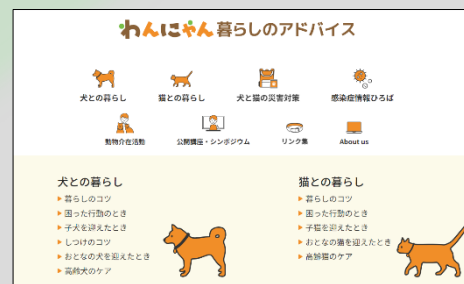 わんにゃん暮らしのアドバイス
犬との暮らし 猫との暮らし 犬と猫の災害対策 感染症情報ひろば
動物介在活動 公開講座・シンポジウム リンク集 About us
犬との暮らし
▶ 暮らしのコツ
▶ 困った行動のとき
▶ 子犬を迎えたとき
▶ しつけのコツ
▶ おとなの犬を迎えたとき
▶ 高齢犬のケア
猫との暮らし
▶ 暮らしのコツ
▶ 困った行動のとき
▶ 子猫を迎えたとき
▶ おとなの猫を迎えたとき
▶ 高齢猫のケア